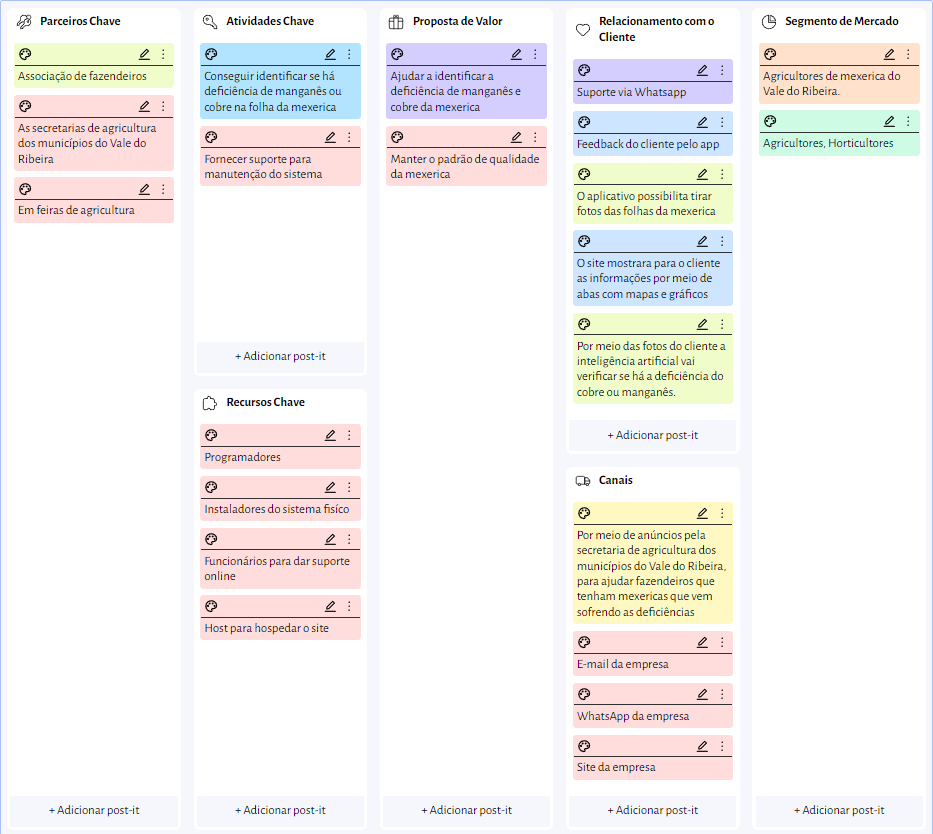 Parceiros Chave
Associação de fazendeiros
As secretarias de agricultura
dos municípios do Vale do
Ribeira
Em feiras de agricultura
+ Adicionar post-it
Atividades Chave
Conseguir identificar se há
deficiência de manganês ou
cobre na folha da mexerica
Fornecer suporte para
manutenção do sistema
+ Adicionar post-it
Recursos Chave
Programadores
Instaladores do sistema fisíco
Funcionários para dar suporte
online
Host para hospedar o site
+ Adicionar post-it
Proposta de Valor
Ajudar a identificar a
deficiência de manganês e
cobre da mexerica
Manter o padrão de qualidade
da mexerica
+ Adicionar post-it
Relacionamento com o
Cliente
Suporte via Whatsapp
Feedback do cliente pelo app
O aplicativo possibilita tirar
fotos das folhas da mexerica
O site mostrara para o cliente
as informações por meio de
abas com mapas e gráficos
Por meio das fotos do cliente a
inteligência artificial vai
verificar se há a deficiência do
cobre ou manganês.
+ Adicionar post-it
Canais
Por meio de anúncios pela
secretaria de agricultura dos
municípios do Vale do Ribeira,
para ajudar fazendeiros que
tenham mexericas que vem
sofrendo as deficiências
E-mail da empresa
WhatsApp da empresa
Site da empresa
+ Adicionar post-it
Segmento de Mercado
Agricultores de mexerica do
Vale do Ribeira.
Agricultores, Horticultores
+ Adicionar post-it